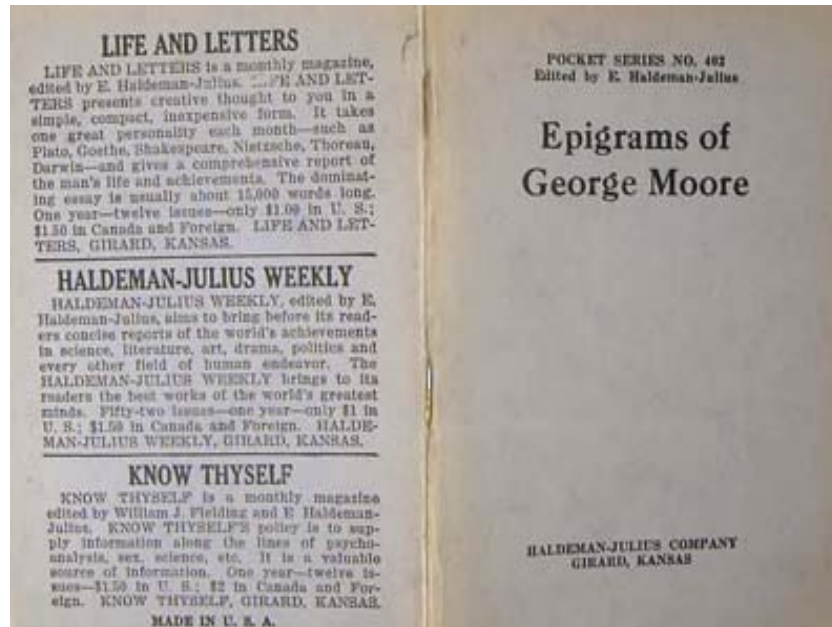 LIFE AND LETTERS
LIFE AND LETTERS is a monthly magazine,
edited by E. Haldeman-Julius. LIFE AND LET-
TERS presents creative thought to you in a
simple, compact, inexpensive form. It takes
one great personality each month—such as
Plato, Goethe, Shakespeare, Nietzsche, Thoreau,
Darwin—and gives a comprehensive report of
the man's life and achievements. The dominat-
ing essay is usually about 15,000 words long.
One year—twelve issues—only $1.00 in U. S.;
$1.50 in Canada and Foreign. LIFE AND LET-
TERS, GIRARD, KANSAS.
HALDEMAN-JULIUS WEEKLY
HALDEMAN-JULIUS WEEKLY, edited by E.
Haldeman-Julius, aims to bring before its read-
ers concise reports of the world's achievements
in science, literature, art, drama, politics and
every other field of human endeavor. The
HALDEMAN-JULIUS WEEKLY brings to its
readers the best works of the world's greatest
minds. Fifty-two issues—one year—only $1 in
U. S.; $1.50 in Canada and Foreign. HALDE-
MAN-JULIUS WEEKLY, GIRARD, KANSAS.
KNOW THYSELF
KNOW THYSELF is a monthly magazine
edited by William J. Fielding and E. Haldeman-
Julius. KNOW THYSELF'S policy is to sup-
ply information along the lines of psycho-
analysis, sex, science, etc. It is a valuable
source of information. One year—twelve is-
sues—$1.50 in U. S.; $2 in Canada and For-
eign. KNOW THYSELF, GIRARD, KANSAS.
MADE IN U. S. A.
POCKET SERIES NO. 402
Edited by E. Haldeman-Julius
Epigrams of
George Moore
HALDEMAN-JULIUS COMPANY
GIRARD, KANSAS